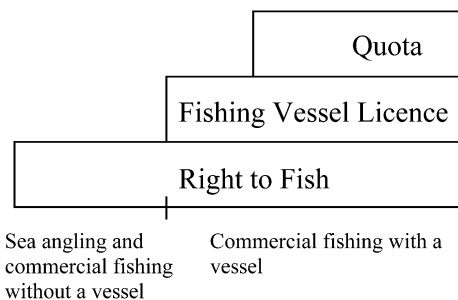 Quota
Fishing Vessel Licence
Right to Fish
Sea angling and
commercial fishing
without a vessel
Commercial fishing with a
vessel